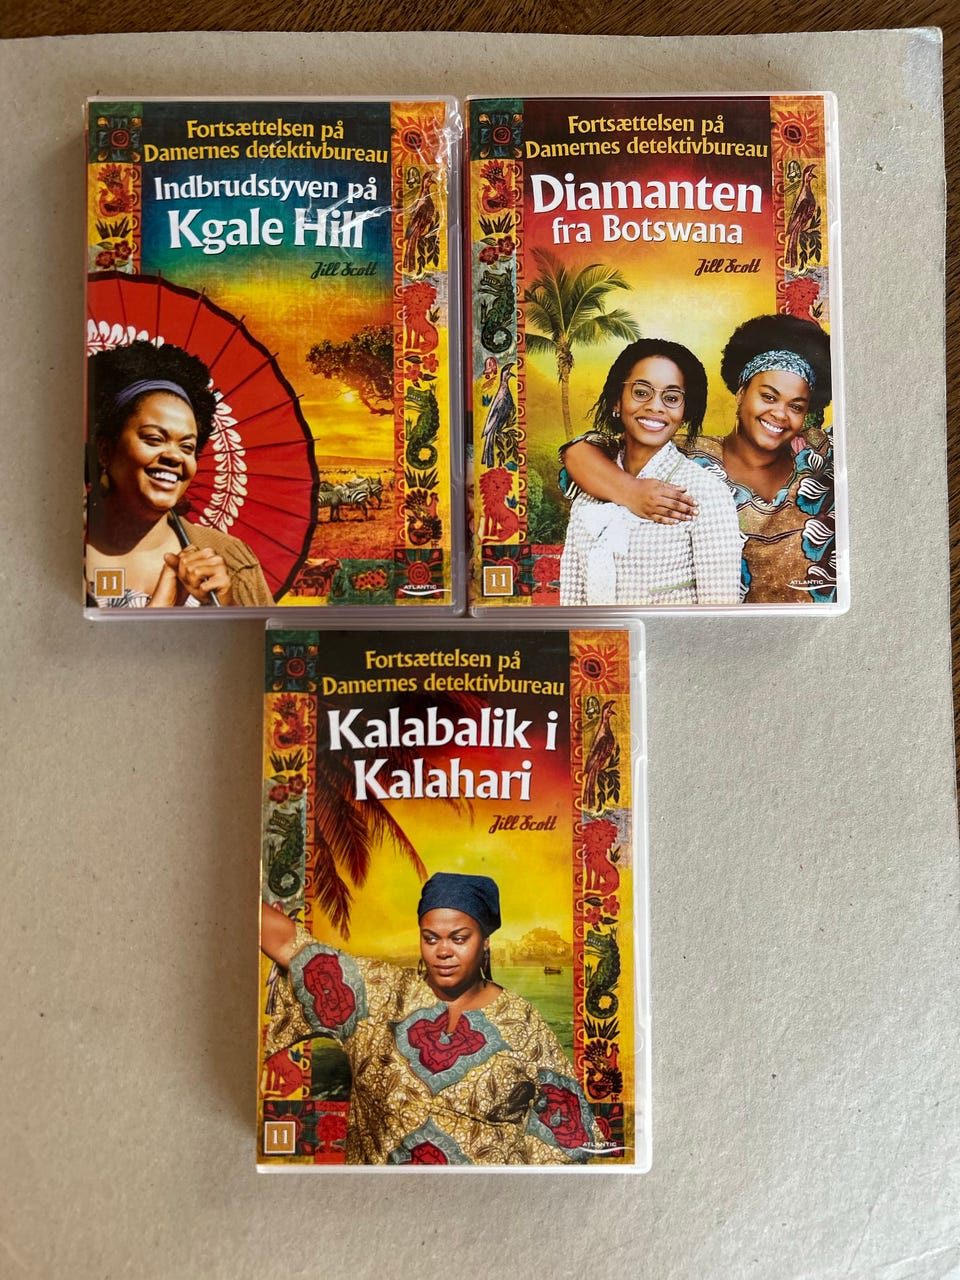 Fortsættelsen på
Damernes detektivbureau
Indbrudstyven på
Kgale Hill
Jill Scott
11
ATLANTIC
Fortsættelsen på
Damernes detektivbureau
Diamanten
fra Botswana
Jill Scott
11
ATLANTIC
Fortsættelsen på
Damernes detektivbureau
Kalabalik i
Kalahari
Jill Scott
11
ATLANTIC